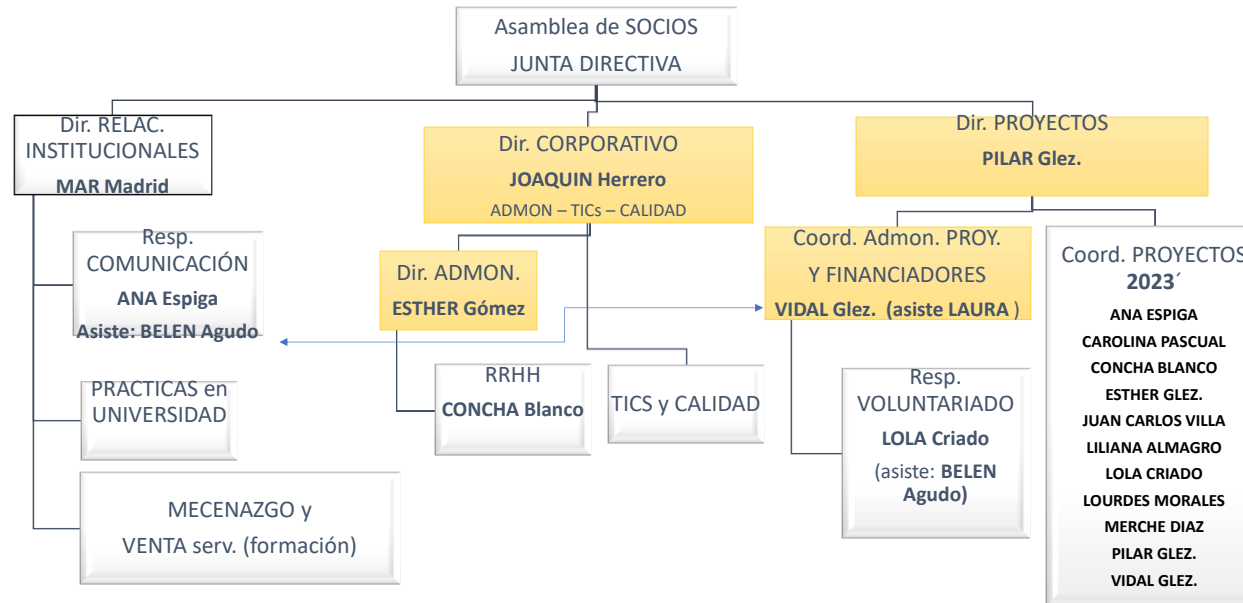 Asamblea de SOCIOS
JUNTA DIRECTIVA
Dir. RELAC.
INSTITUCIONALES
MAR Madrid
Resp.
COMUNICACIÓN
ANA Espiga
Asiste: BELEN Agudo
PRACTICAS en
UNIVERSIDAD
MECENAZGO y
VENTA serv. (formación)
Dir. CORPORATIVO
JOAQUIN Herrero
ADMON – TICs – CALIDAD
Dir. ADMON.
ESTHER Gómez
RRHH
CONCHA Blanco
TICS y CALIDAD
Dir. PROYECTOS
PILAR Glez.
Coord. Admon. PROY.
Y FINANCIADORES
VIDAL Glez. (asiste LAURA )
Resp.
VOLUNTARIADO
LOLA Criado
(asiste: BELEN
Agudo)
Coord. PROYECTOS
2023´
ANA ESPIGA
CAROLINA PASCUAL
CONCHA BLANCO
ESTHER GLEZ.
JUAN CARLOS VILLA
LILIANA ALMAGRO
LOLA CRIADO
LOURDES MORALES
MERCHE DIAZ
PILAR GLEZ.
VIDAL GLEZ.